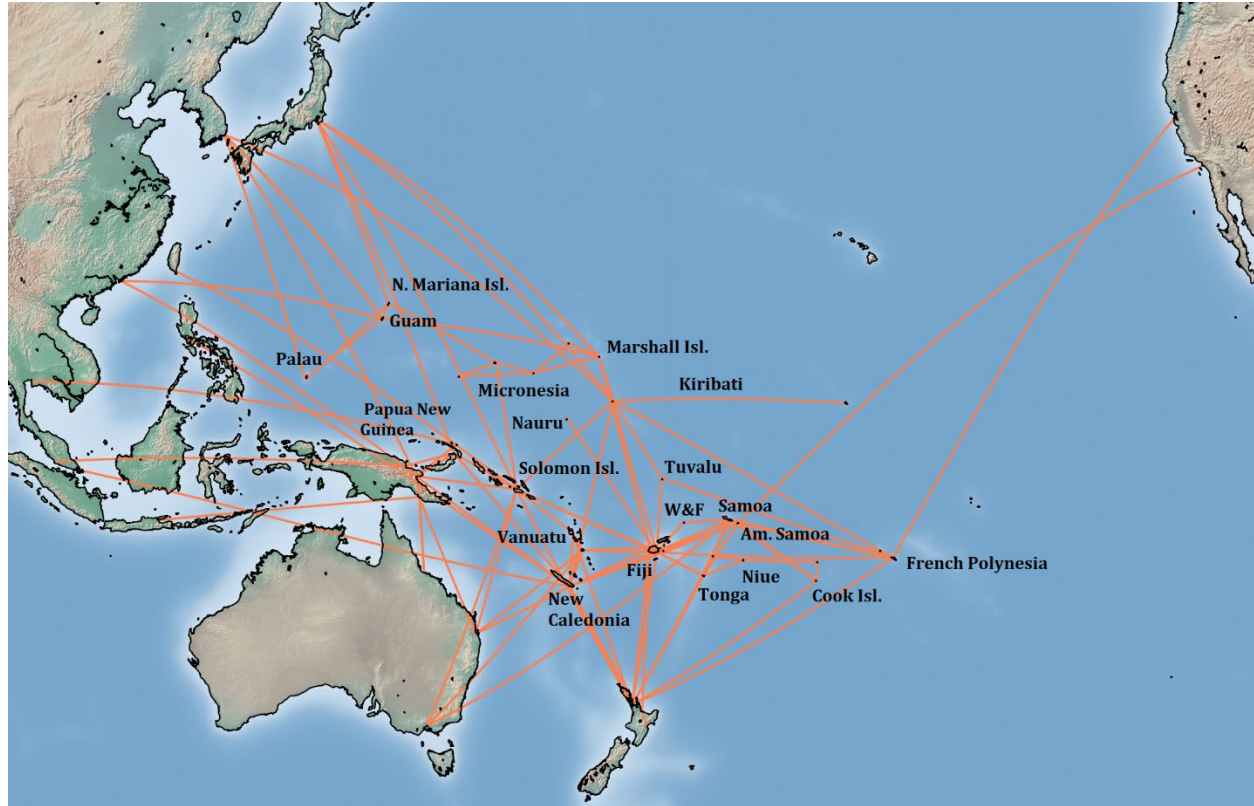 N. Mariana Isl.
Guam
Palau
Marshall Isl.
Micronesia
Kiribati
Papua New
Guinea
Nauru
Solomon Isl.
Tuvalu
W&F
Samoa
Am. Samoa
Vanuatu
Fiji
French Polynesia
Niue
Tonga
Cook Isl.
New
Caledonia